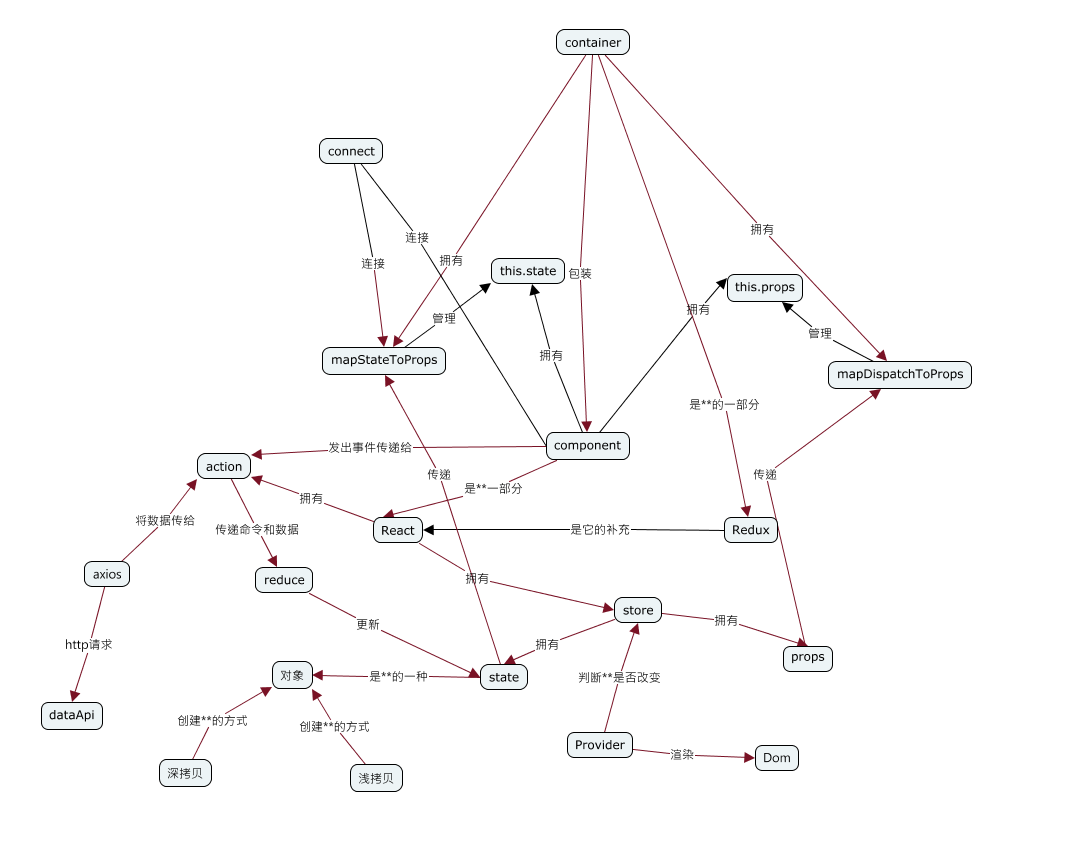 container
connect
拥有
连接
拥有
连接
this.state
包装
this.props
拥有
管理
管理
拥有
mapStateToProps
mapDispatchToProps
是**的一部分
component
发出事件传递给
action
传递
传递
是**一部分
拥有
将数据传给
传递命令和数据
React
是它的补充
Redux
axios
reduce
拥有
store
更新
拥有
http请求
拥有
props
对象
是**的一种
state
判断**是否改变
dataApi
创建**的方式
创建**的方式
Provider
渲染
Dom
深拷贝
浅拷贝